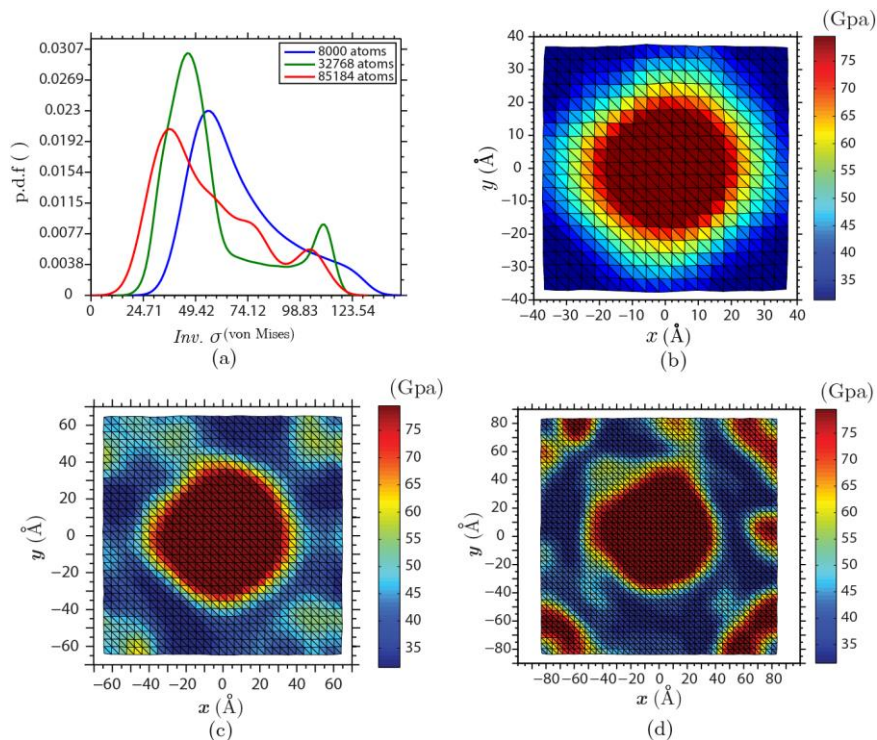 0.0307
0.0269
0.023
0.0192
0.0154
0.0115
0.0077
0.0038
0
p.d.f ( )
8000 atoms
32768 atoms
85184 atoms
0 24.71 49.42 74.12 98.83 123.54
Inv. σ(von Mises)
(a)
(Gpa)
40
30
20
10
0
−10
−20
−30
−40
y (Å)
75
70
65
60
55
50
45
40
35
−40 −30 −20 −10 0 10 20 30 40
x (Å)
(b)
(Gpa)
60
40
20
0
−20
−40
−60
y (Å)
75
70
65
60
55
50
45
40
35
−60 −40 −20 0 20 40 60
x (Å)
(c)
(Gpa)
80
60
40
20
0
−20
−40
−60
−80
y (Å)
75
70
65
60
55
50
45
40
35
−80 −60 −40 −20 0 20 40 60 80
x (Å)
(d)